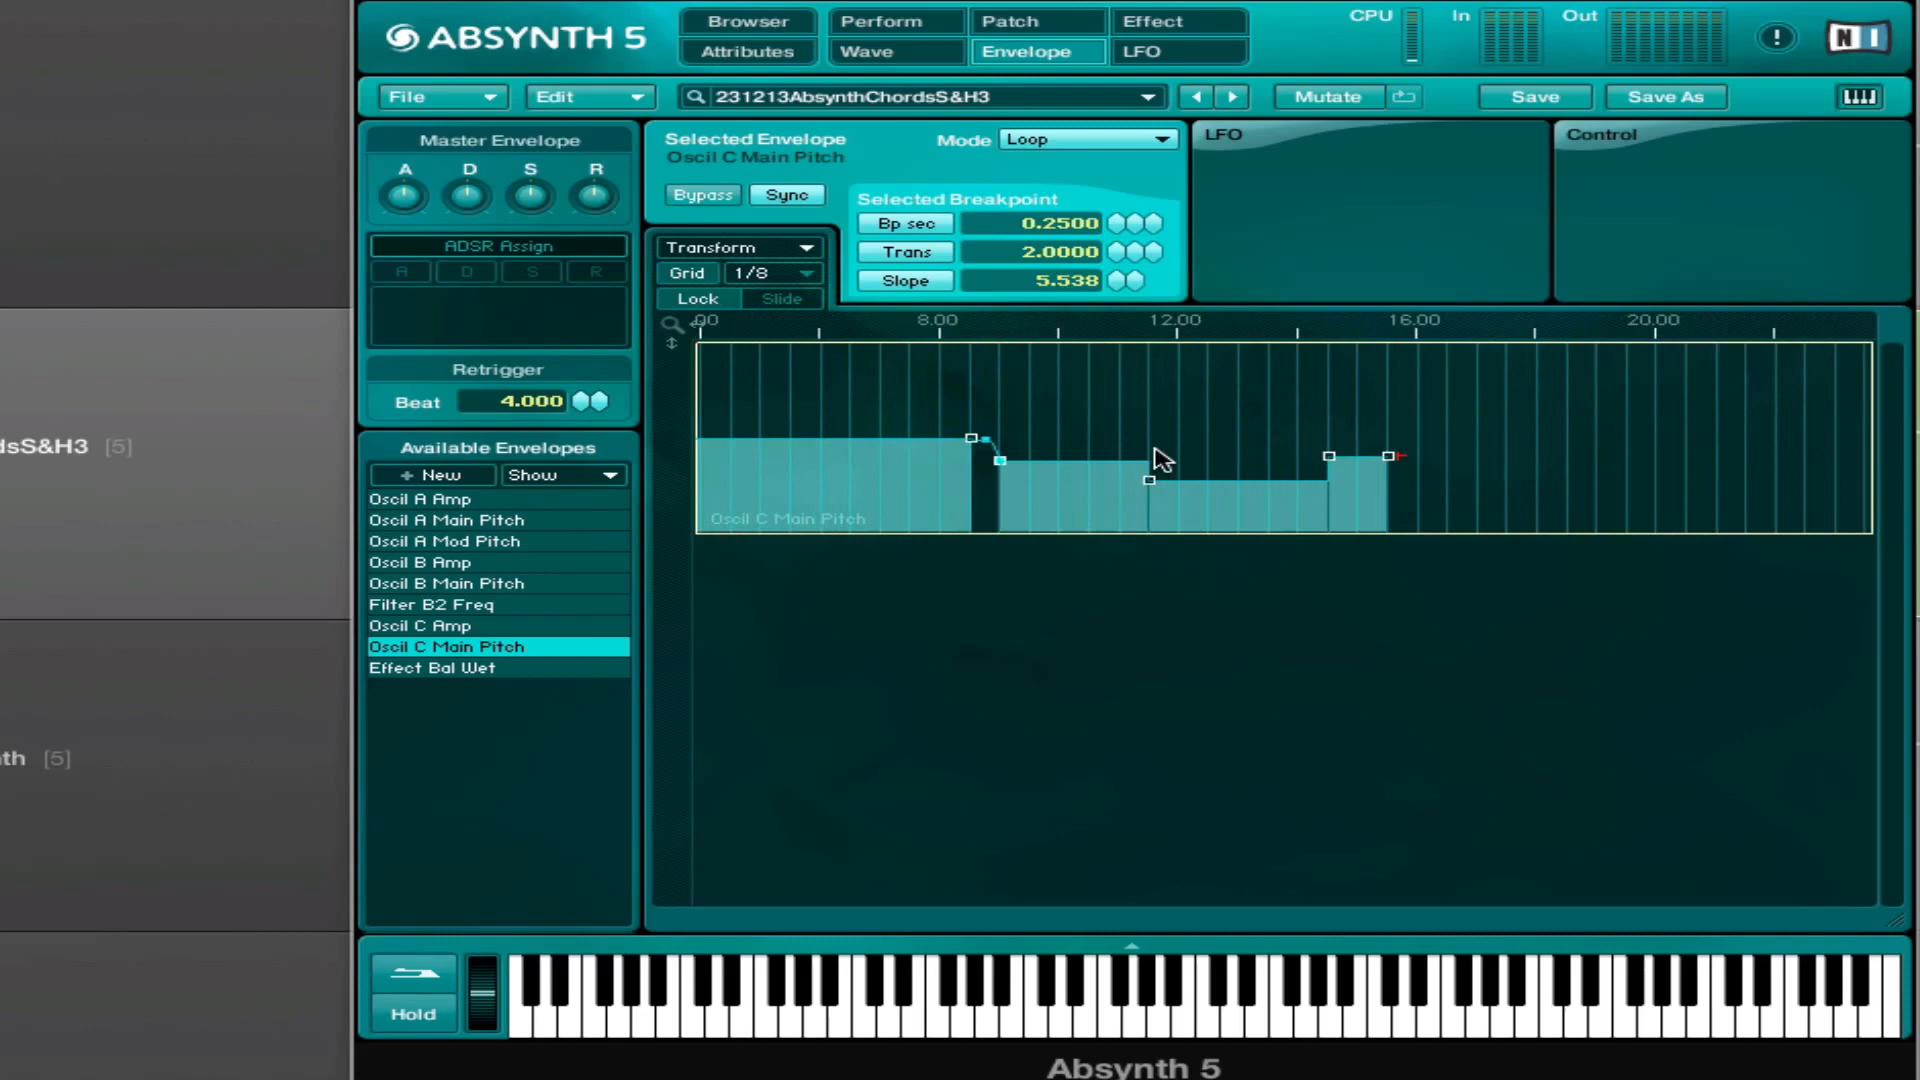 ABSYNTH 5
Browser
Attributes
Perform
Patch
Effect
Wave
Envelope
LFO
CPU
In
Out
!
N I
File
Edit
231213AbsynthChordsS&H3
Mutate
Save
Save As
Master Envelope
A D S R
ADSR Assign
A D S R
Retrigger
Beat 4.000
Available Envelopes
+ New
Show
Oscil A Amp
Oscil A Main Pitch
Oscil A Mod Pitch
Oscil B Amp
Oscil B Main Pitch
Filter B2 Freq
Oscil C Amp
Oscil C Main Pitch
Effect Bal Wet
Selected Envelope
Oscil C Main Pitch
Mode Loop
Bypass
Sync
Selected Breakpoint
Bp sec 0.2500
Trans 2.0000
Slope 5.538
Transform
Grid 1/8
Lock
Slide
LFO
Control
8.00 12.00 16.00 20.00
Oscil C Main Pitch
dsS&H3 [5]
th [5]
Hold
Absynth 5